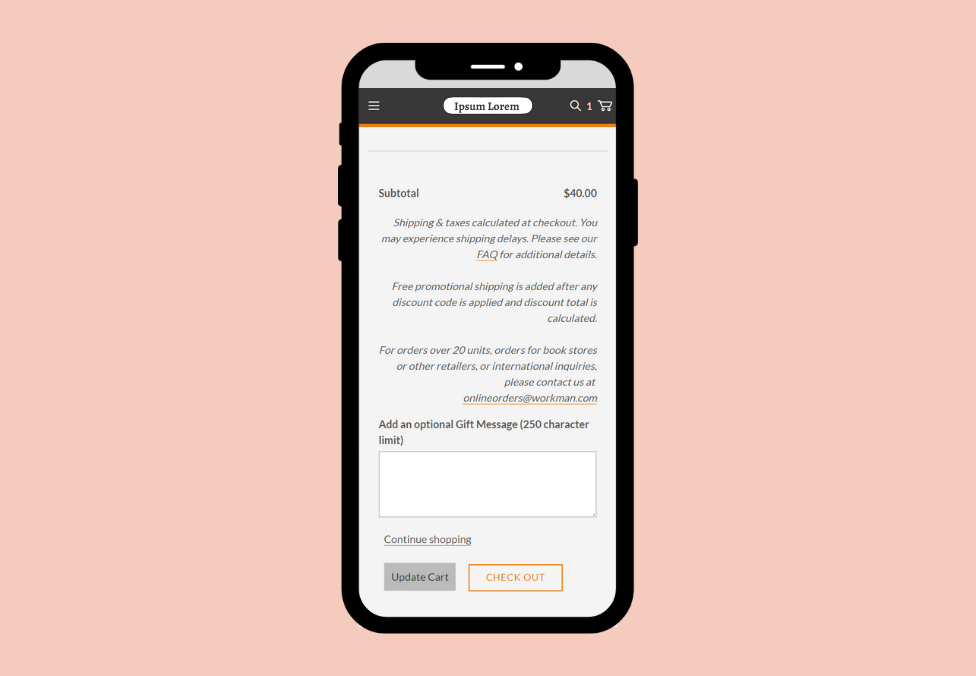 Ipsum Lorem 1
Subtotal $40.00
Shipping & taxes calculated at checkout. You
may experience shipping delays. Please see our
FAQ for additional details.
Free promotional shipping is added after any
discount code is applied and discount total is
calculated.
For orders over 20 units, orders for book stores
or other retailers, or international inquiries,
please contact us at
onlineorders@workman.com
Add an optional Gift Message (250 character
limit)
Continue shopping
Update Cart CHECK OUT